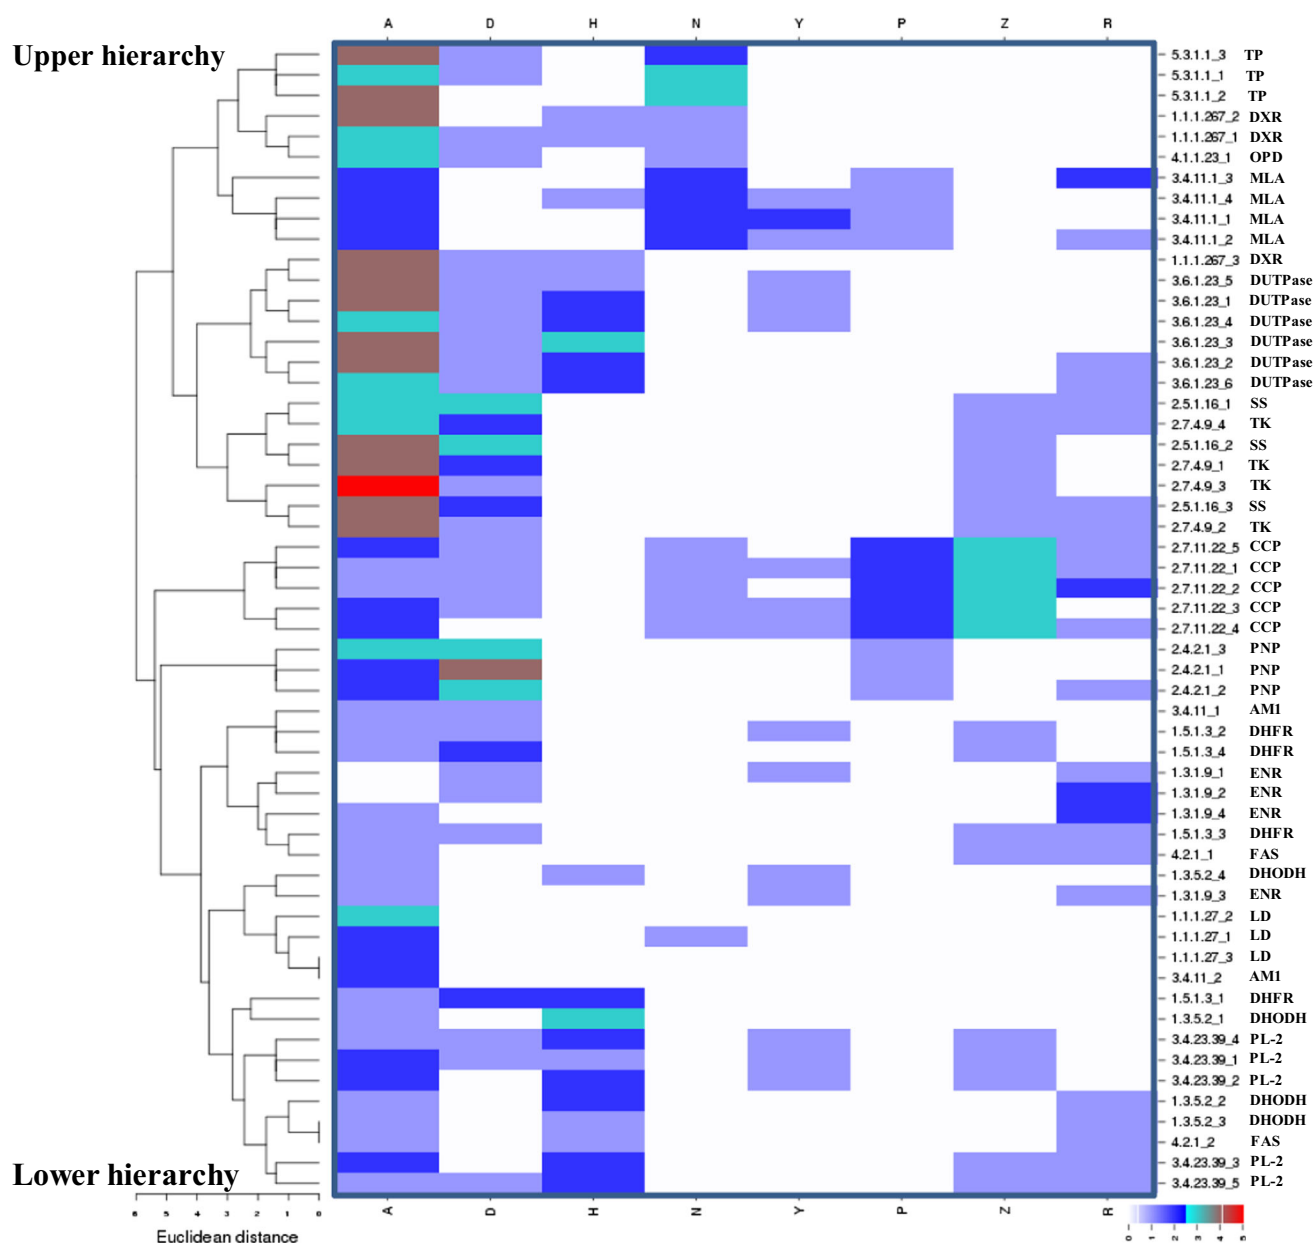 A D H N Y P Z R
Upper hierarchy
5.3.1.1_3 TP
5.3.1.1_1 TP
5.3.1.1_2 TP
1.1.1.267_2 DXR
1.1.1.267_1 DXR
4.1.1.23_1 OPD
3.4.11.1_3 MLA
3.4.11.1_4 MLA
3.4.11.1_1 MLA
3.4.11.1_2 MLA
1.1.1.267_3 DXR
3.6.1.23_5 DUTPase
3.6.1.23_1 DUTPase
3.6.1.23_4 DUTPase
3.6.1.23_3 DUTPase
3.6.1.23_2 DUTPase
3.6.1.23_6 DUTPase
2.5.1.16_1 SS
2.7.4.9_4 TK
2.5.1.16_2 SS
2.7.4.9_1 TK
2.7.4.9_3 TK
2.5.1.16_3 SS
2.7.4.9_2 TK
2.7.11.22_5 CCP
2.7.11.22_1 CCP
2.7.11.22_2 CCP
2.7.11.22_3 CCP
2.7.11.22_4 CCP
2.4.2.1_3 PNP
2.4.2.1_1 PNP
2.4.2.1_2 PNP
3.4.11_1 AM1
1.5.1.3_2 DHFR
1.5.1.3_4 DHFR
1.3.1.9_1 ENR
1.3.1.9_2 ENR
1.3.1.9_4 ENR
1.5.1.3_3 DHFR
4.2.1_1 FAS
1.3.5.2_4 DHODH
1.3.1.9_3 ENR
1.1.1.27_2 LD
1.1.1.27_1 LD
1.1.1.27_3 LD
3.4.11_2 AM1
1.5.1.3_1 DHFR
1.3.5.2_1 DHODH
3.4.23.39_4 PL-2
3.4.23.39_1 PL-2
3.4.23.39_2 PL-2
1.3.5.2_2 DHODH
1.3.5.2_3 DHODH
4.2.1_2 FAS
3.4.23.39_3 PL-2
3.4.23.39_5 PL-2
Lower hierarchy
6 5 4 3 2 1 0
Euclidean distance
A D H N Y P Z R
0 1 2 3 4 5